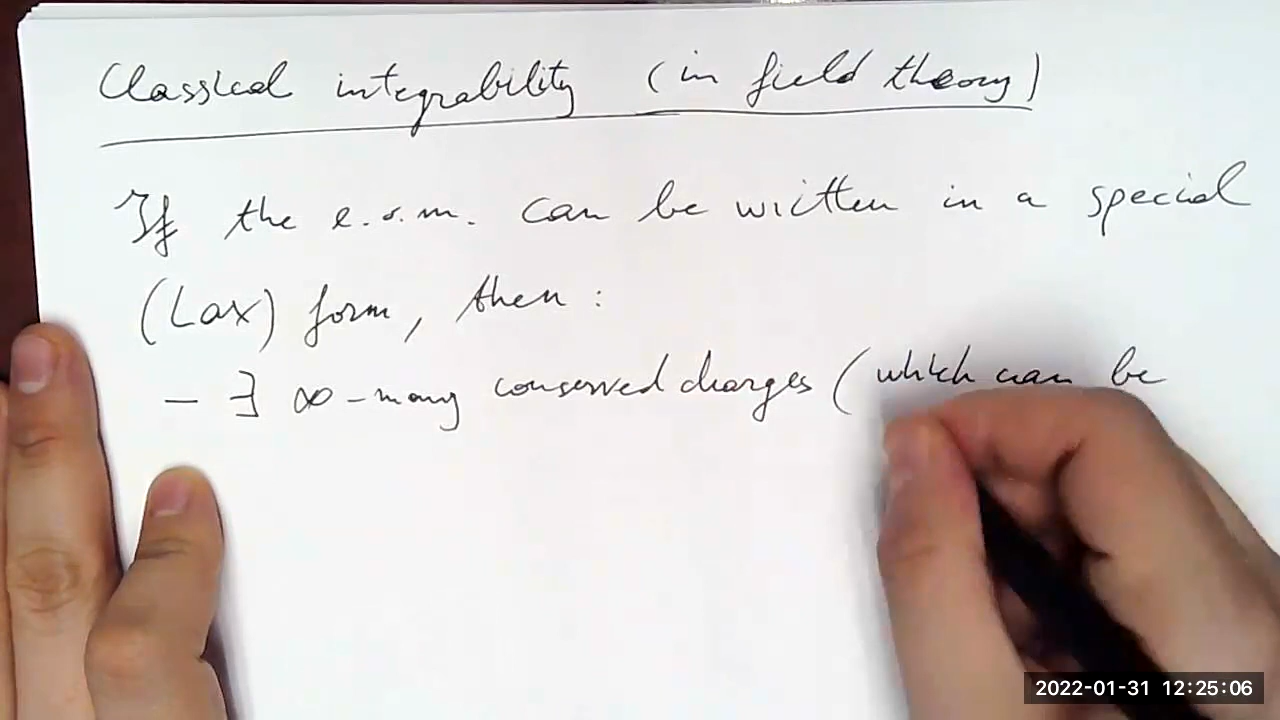 Classical integrability (in field theory)
If the e.o.m. can be written in a special
(Lax) form, then :
- ∃ ∞-many conserved charges (which can be
2022-01-31 12:25:06